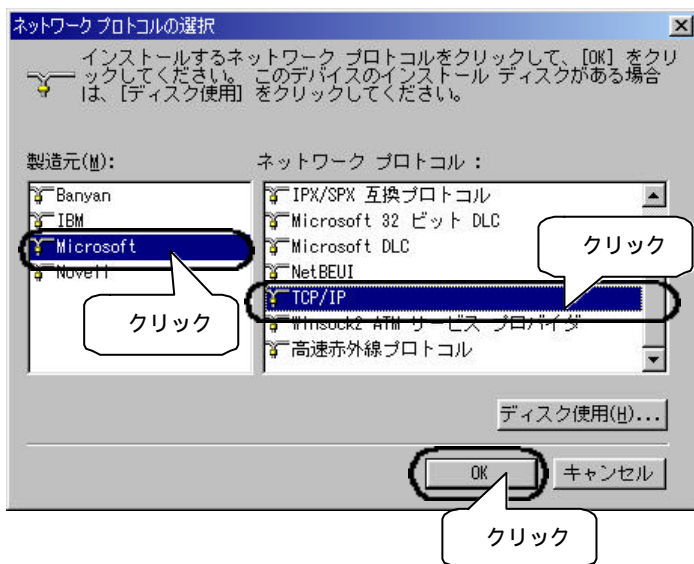 ネットワーク プロトコルの選択
インストールするネットワーク プロトコルをクリックして、[OK] をクリ
ックしてください。 このデバイスのインストール ディスクがある場合
は、[ディスク使用] をクリックしてください。
製造元(M):
ネットワーク プロトコル :
Banyan
IBM
Microsoft
Novell
IPX/SPX 互換プロトコル
Microsoft 32 ビット DLC
Microsoft DLC
NetBEUI
TCP/IP
Winsock2 ATM サービス プロバイダ
高速赤外線プロトコル
クリック
クリック
ディスク使用(H)...
OK
キャンセル
クリック